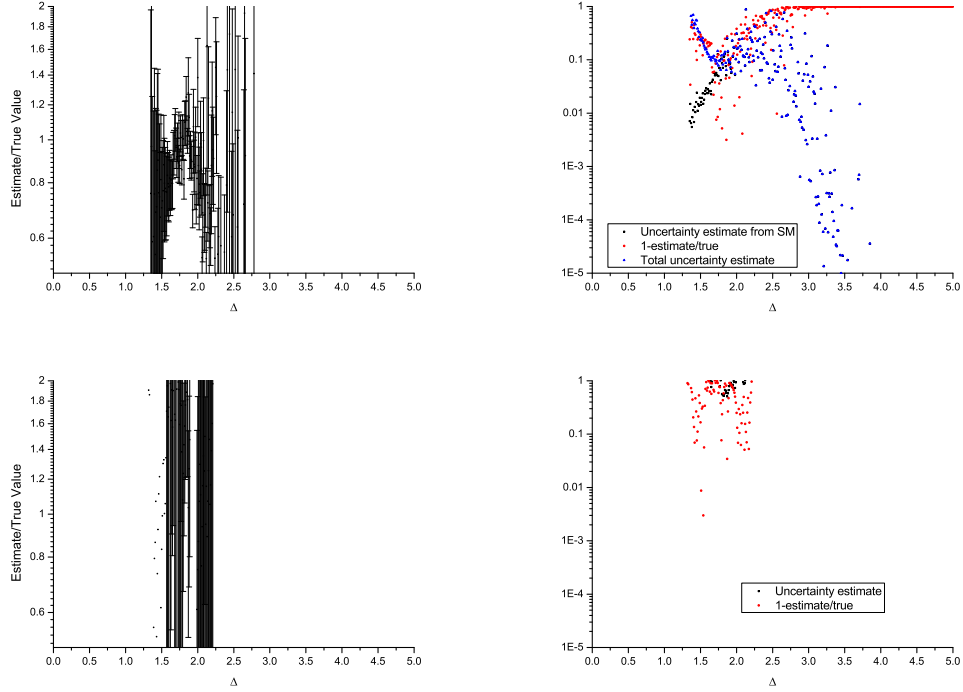 2
1.8
1.6
1.4
1.2
1
0.8
0.6
Estimate/True Value
0.0 0.5 1.0 1.5 2.0 2.5 3.0 3.5 4.0 4.5 5.0
Δ
1
0.1
0.01
1E-3
1E-4
1E-5
Uncertainty estimate from SM
1-estimate/true
Total uncertainty estimate
0.0 0.5 1.0 1.5 2.0 2.5 3.0 3.5 4.0 4.5 5.0
Δ
2
1.8
1.6
1.4
1.2
1
0.8
0.6
Estimate/True Value
0.0 0.5 1.0 1.5 2.0 2.5 3.0 3.5 4.0 4.5 5.0
Δ
1
0.1
0.01
1E-3
1E-4
1E-5
Uncertainty estimate
1-estimate/true
0.0 0.5 1.0 1.5 2.0 2.5 3.0 3.5 4.0 4.5 5.0
Δ